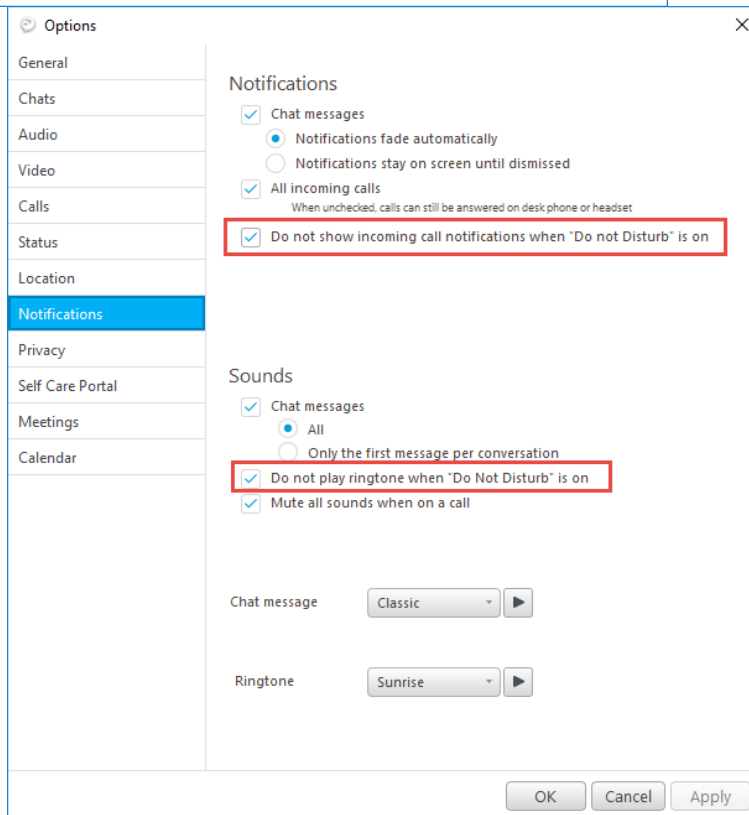 Options
General
Chats
Audio
Video
Calls
Status
Location
Notifications
Privacy
Self Care Portal
Meetings
Calendar
Notifications
Chat messages
Notifications fade automatically
Notifications stay on screen until dismissed
All incoming calls
When unchecked, calls can still be answered on desk phone or headset
Do not show incoming call notifications when "Do not Disturb" is on
Sounds
Chat messages
All
Only the first message per conversation
Do not play ringtone when "Do Not Disturb" is on
Mute all sounds when on a call
Chat message Classic
Ringtone Sunrise
OK Cancel Apply